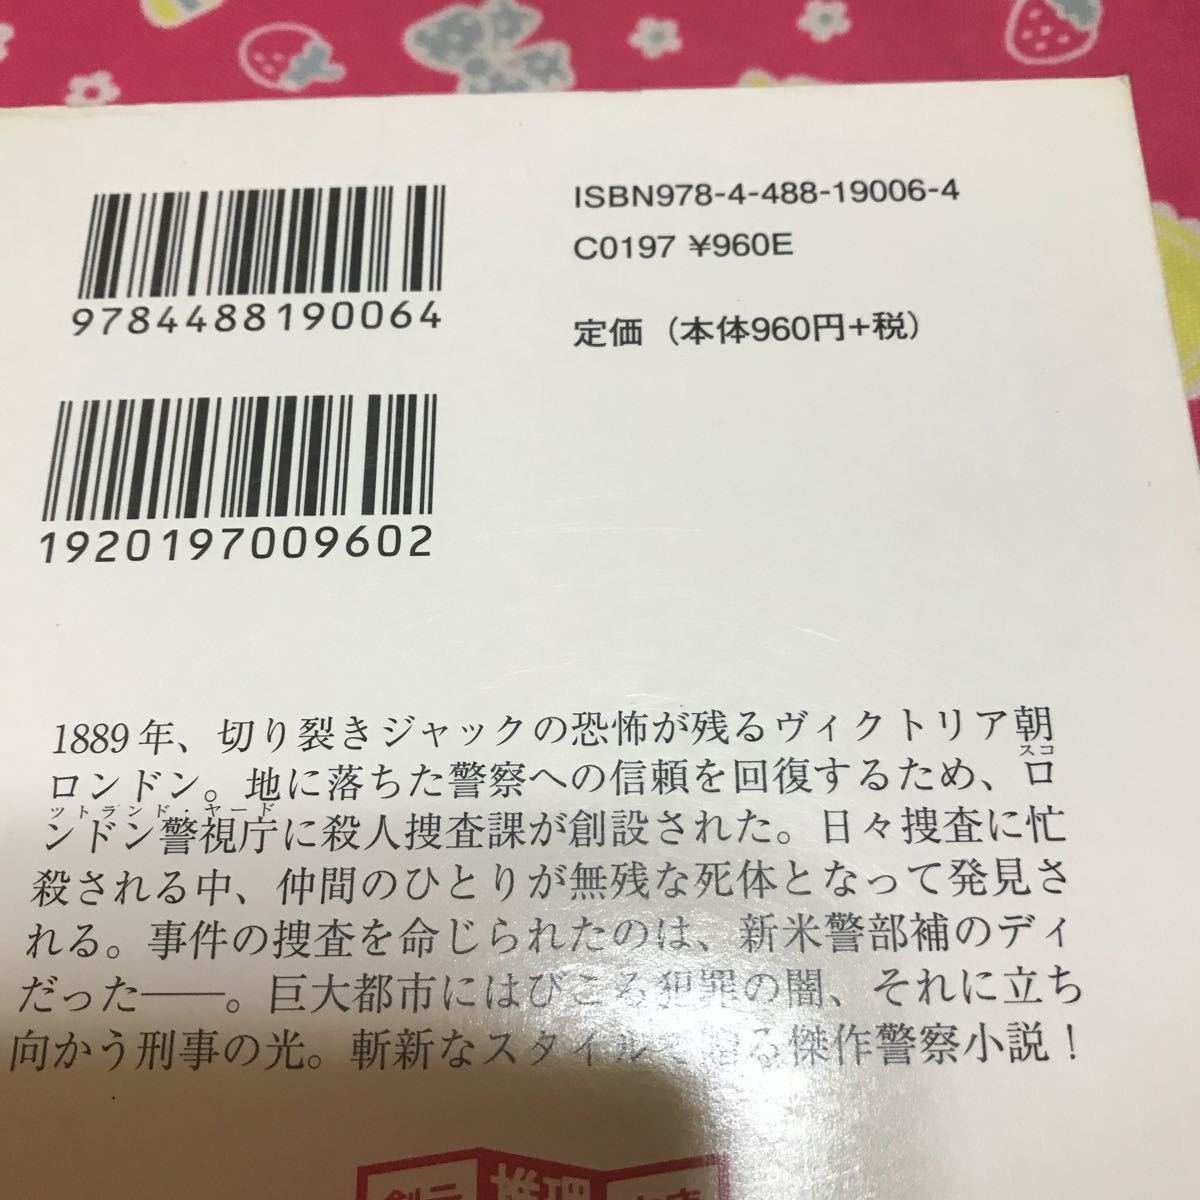 ISBN978-4-488-19006-4
C0197 ¥960E
定価（本体960円+税）
9784488190064
1920197009602
1889年、切り裂きジャックの恐怖が残るヴィクトリア朝
ロンドン。地に落ちた警察への信頼を回復するため、ロ
スコ
ツトランド・ヤード
ンドン警視庁に殺人捜査課が創設された。日々捜査に忙
殺される中、仲間のひとりが無残な死体となって発見さ
れる。事件の捜査を命じられたのは、新米警部補のディ
だった――。巨大都市にはびこる犯罪の闇、それに立ち
向かう刑事の光。斬新なスタイルで贈る傑作警察小説！
創元 推理